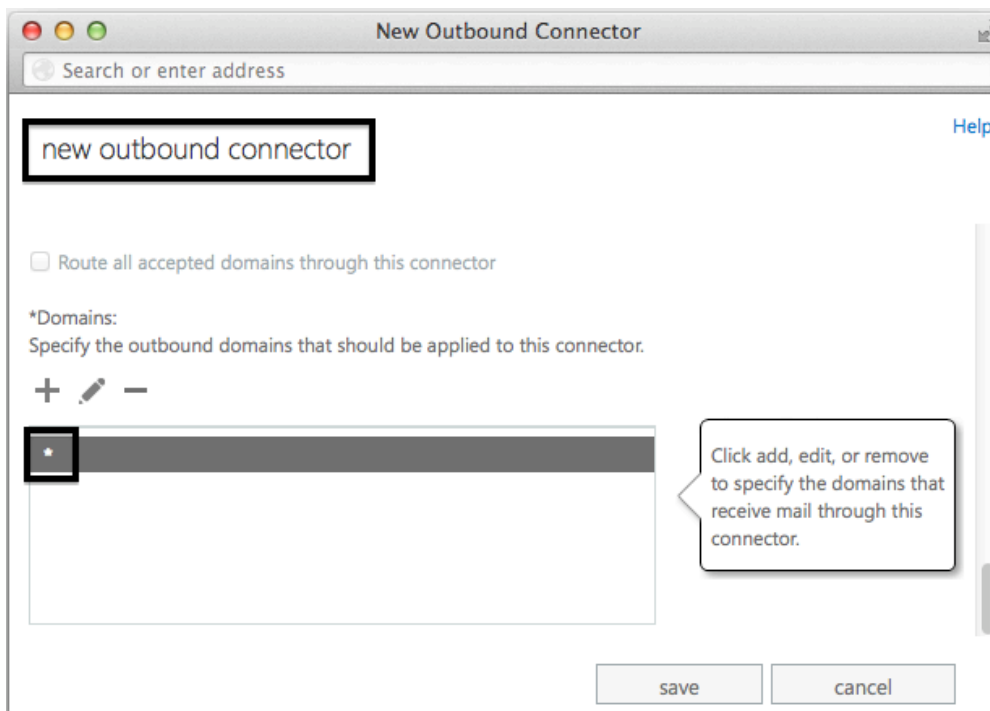 New Outbound Connector
Search or enter address
Help
new outbound connector
Route all accepted domains through this connector
*Domains:
Specify the outbound domains that should be applied to this connector.
*
Click add, edit, or remove
to specify the domains that
receive mail through this
connector.
save
cancel